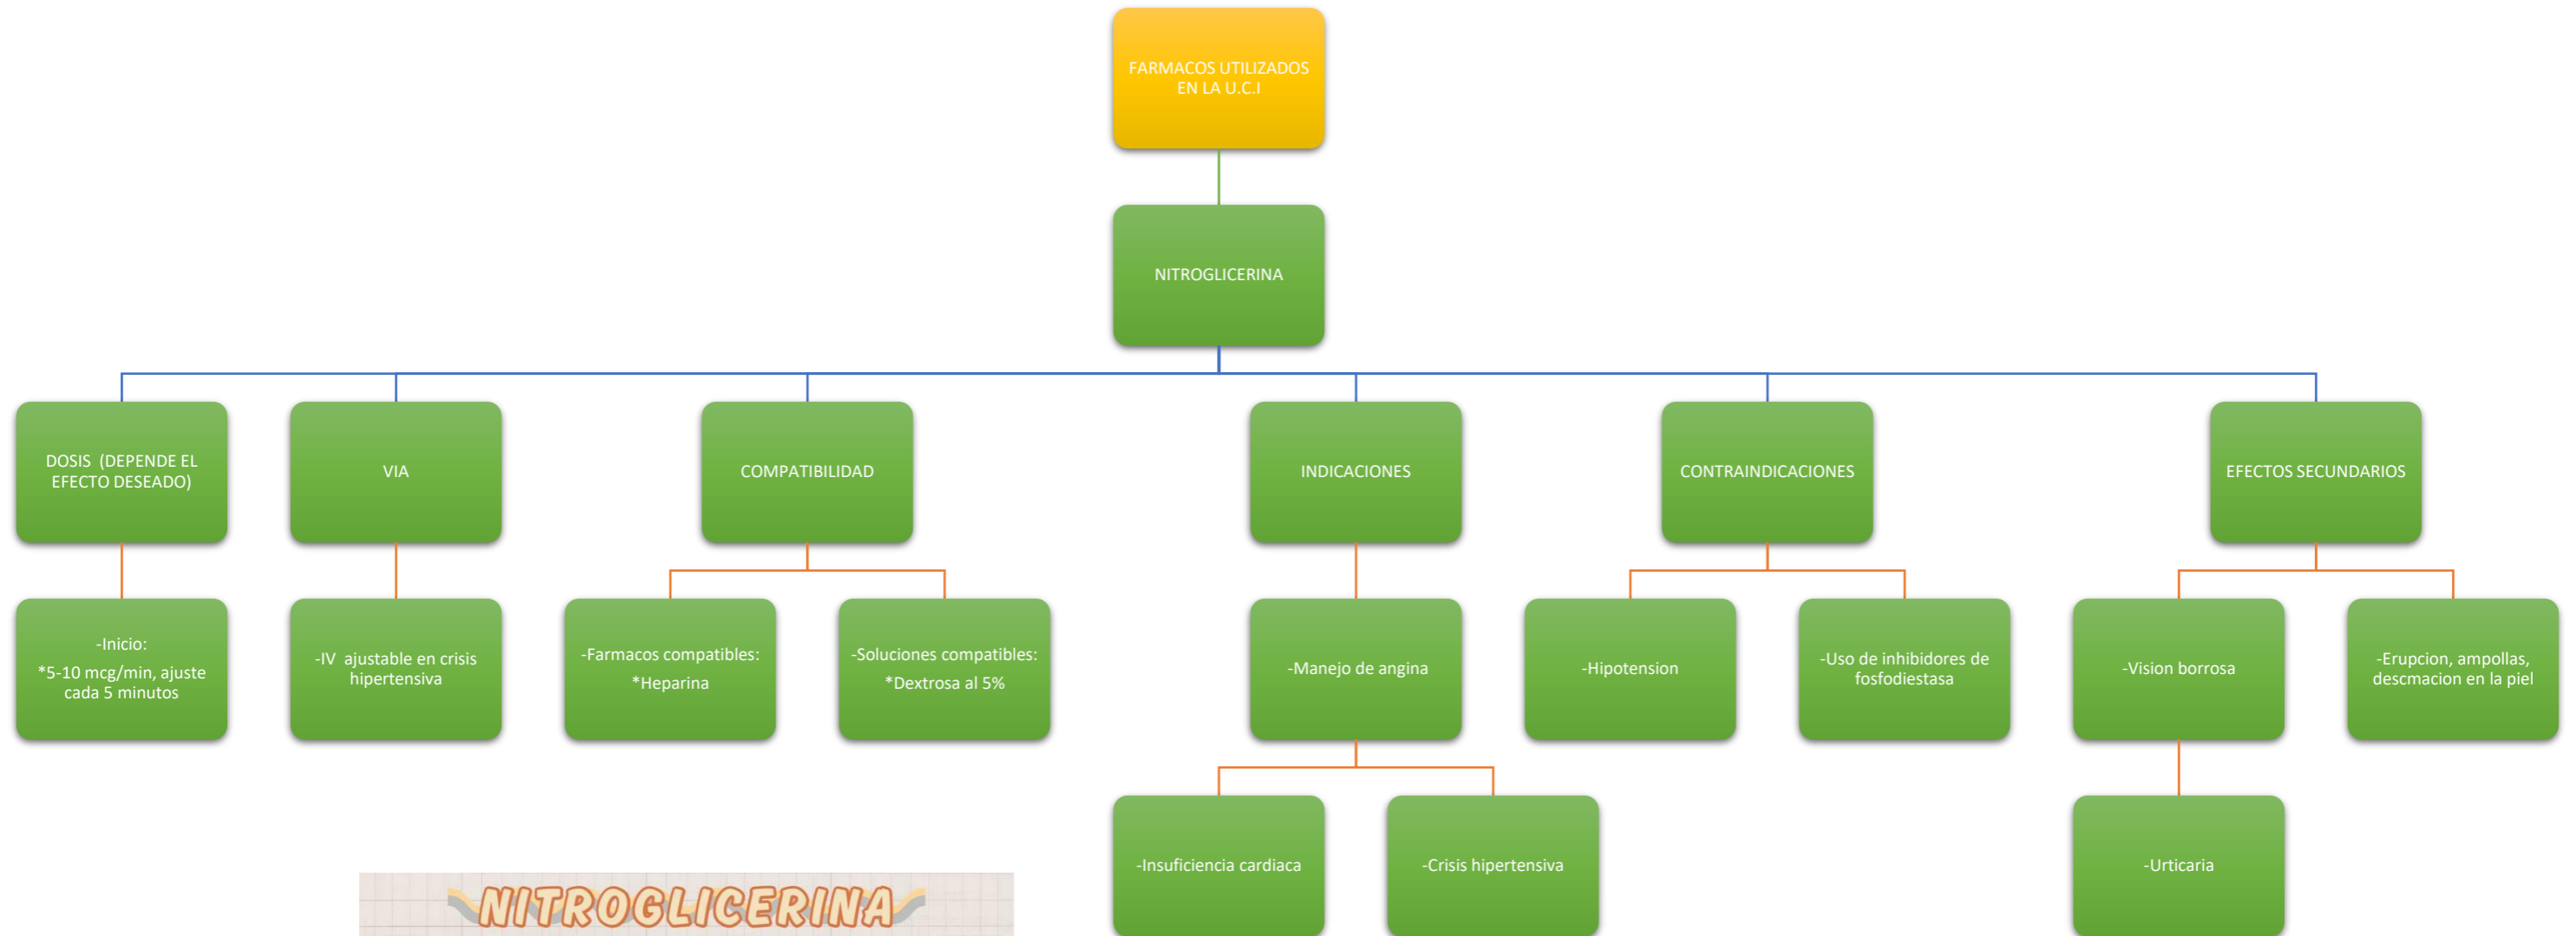 FARMACOS UTILIZADOS
EN LA U.C.I
NITROGLICERINA
DOSIS (DEPENDE EL
EFECTO DESEADO)
VIA
COMPATIBILIDAD
INDICACIONES
CONTRAINDICACIONES
EFECTOS SECUNDARIOS
-Inicio:
*5-10 mcg/min, ajuste
cada 5 minutos
-IV ajustable en crisis
hipertensiva
-Farmacos compatibles:
*Heparina
-Soluciones compatibles:
*Dextrosa al 5%
-Manejo de angina
-Hipotension
-Uso de inhibidores de
fosfodiestasa
-Vision borrosa
-Erupcion, ampollas,
descmacion en la piel
-Insuficiencia cardiaca
-Crisis hipertensiva
-Urticaria
NITROGLICERINA